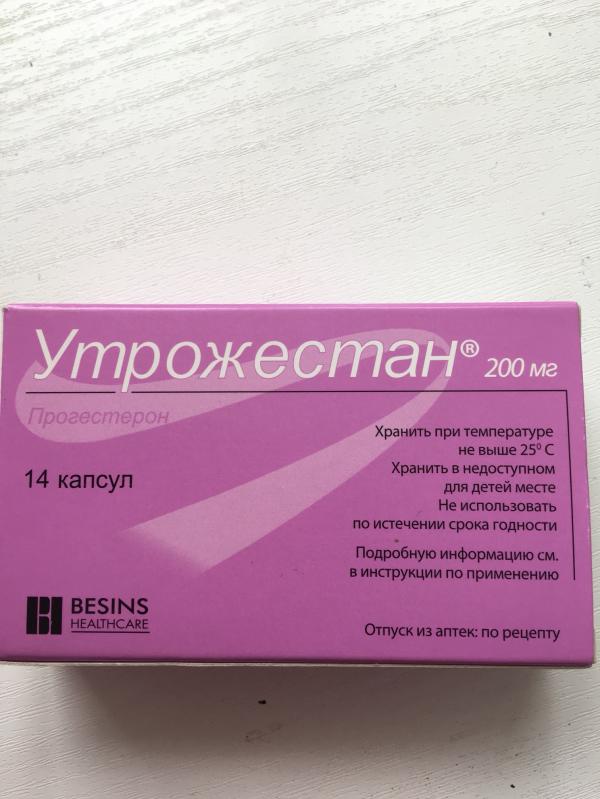 Утрожестан® 200 мг
Прогестерон
14 капсул
Хранить при температуре
не выше 25⁰ С
Хранить в недоступном
для детей месте
Не использовать
по истечении срока годности
Подробную информацию см.
в инструкции по применению
BESINS
HEALTHCARE
Отпуск из аптек: по рецепту